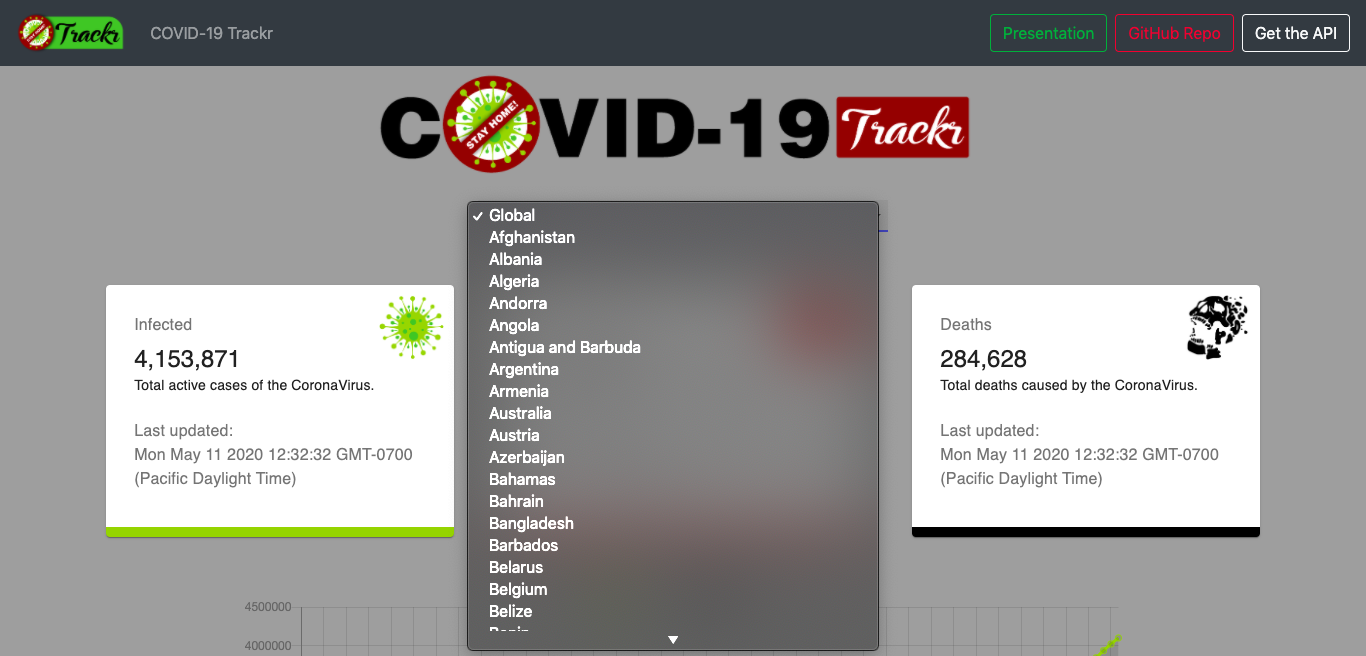 Trackr
COVID-19 Trackr
Presentation
GitHub Repo
Get the API
COVID-19 Trackr
STAY HOME!
Global
Afghanistan
Albania
Algeria
Andorra
Angola
Antigua and Barbuda
Argentina
Armenia
Australia
Austria
Azerbaijan
Bahamas
Bahrain
Bangladesh
Barbados
Belarus
Belgium
Belize
Benin
Infected
4,153,871
Total active cases of the CoronaVirus.
Last updated:
Mon May 11 2020 12:32:32 GMT-0700
(Pacific Daylight Time)
Deaths
284,628
Total deaths caused by the CoronaVirus.
Last updated:
Mon May 11 2020 12:32:32 GMT-0700
(Pacific Daylight Time)
4500000
4000000